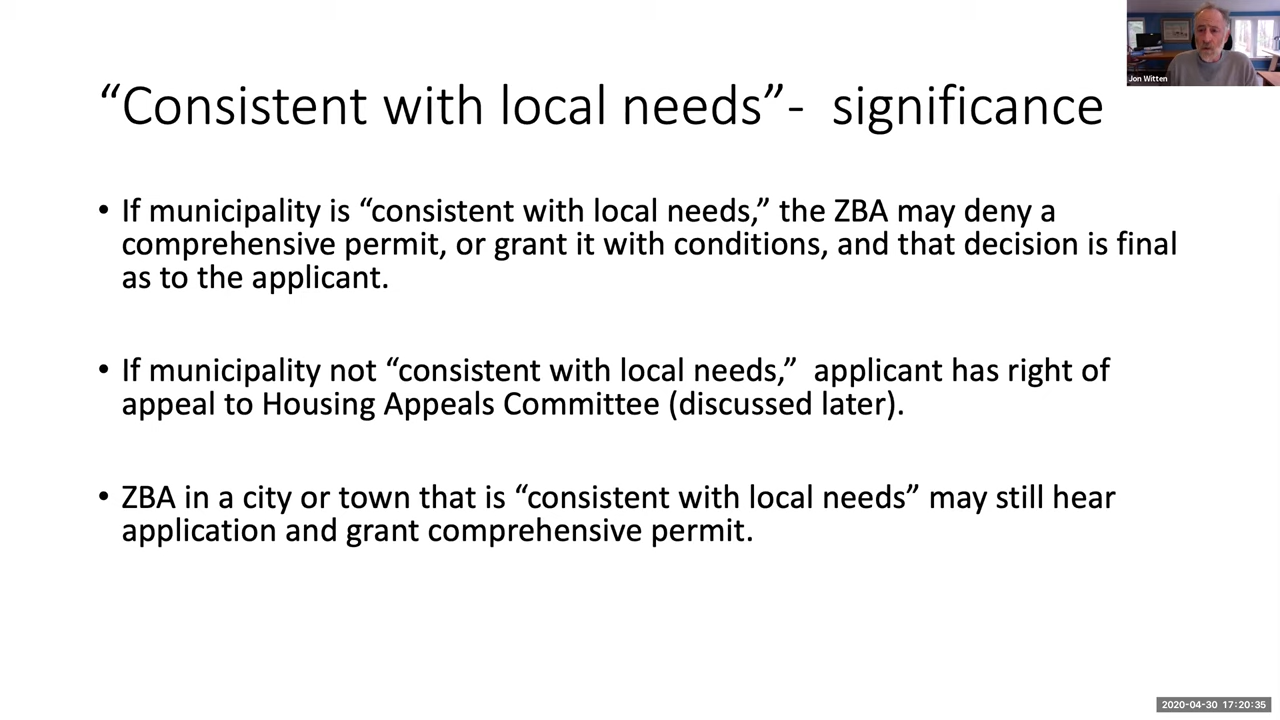 Jon Witten
“Consistent with local needs”-  significance
• If municipality is “consistent with local needs,” the ZBA may deny a
comprehensive permit, or grant it with conditions, and that decision is final
as to the applicant.
• If municipality not “consistent with local needs,”  applicant has right of
appeal to Housing Appeals Committee (discussed later).
• ZBA in a city or town that is “consistent with local needs” may still hear
application and grant comprehensive permit.
2020-04-30  17:20:35